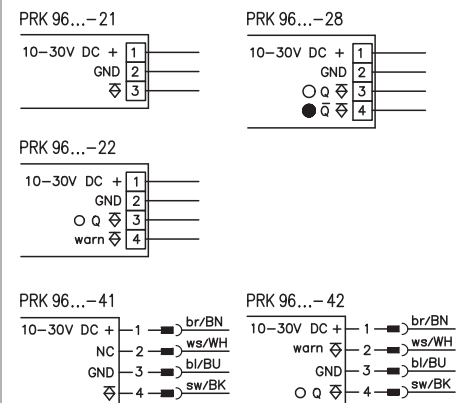 PRK 96...-21
10-30V DC + 1
GND 2
3
PRK 96...-28
10-30V DC + 1
GND 2
Q 3
Q̅ 4
PRK 96...-22
10-30V DC + 1
GND 2
Q 3
warn 4
PRK 96...-41
10-30V DC + 1 br/BN
NC 2 ws/WH
GND 3 bl/BU
4 sw/BK
PRK 96...-42
10-30V DC + 1 br/BN
warn 2 ws/WH
GND 3 bl/BU
Q 4 sw/BK